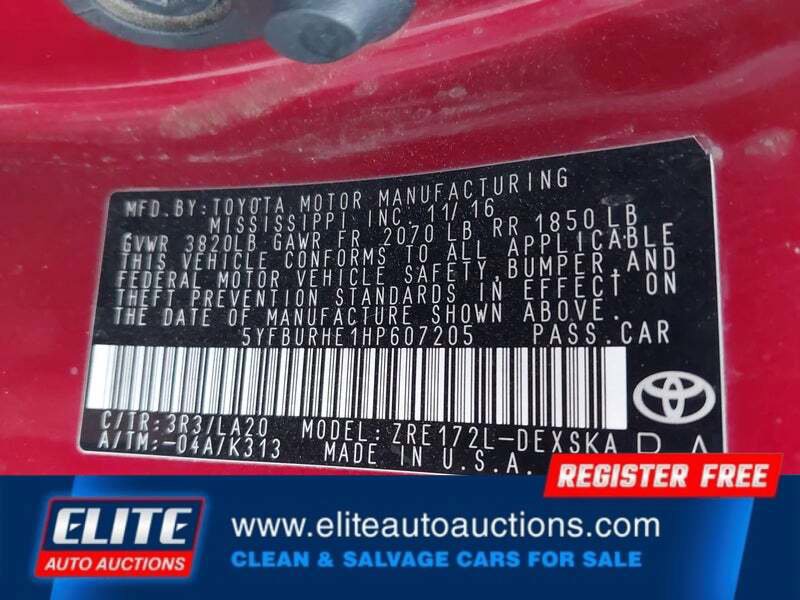 MFD.BY:TOYOTA MOTOR MANUFACTURING
MISSISSIPPI INC. 11/16
GVWR 3820LB GAWR FR 2070 LB RR 1850 LB
THIS VEHICLE CONFORMS TO ALL APPLICABLE
FEDERAL MOTOR VEHICLE SAFETY,BUMPER,AND
THEFT PREVENTION STANDARDS IN EFFECT ON
THE DATE OF MANUFACTURE SHOWN ABOVE.
5YFBURHE1HP607205 PASS.CAR
C/TR:3R3/LA20 MODEL: ZRE172L-DEXSKA
A/TM:-04A/K313 MADE IN U.S.A.
REGISTER FREE
ELITE
AUTO AUCTIONS
www.eliteautoauctions.com
CLEAN & SALVAGE CARS FOR SALE